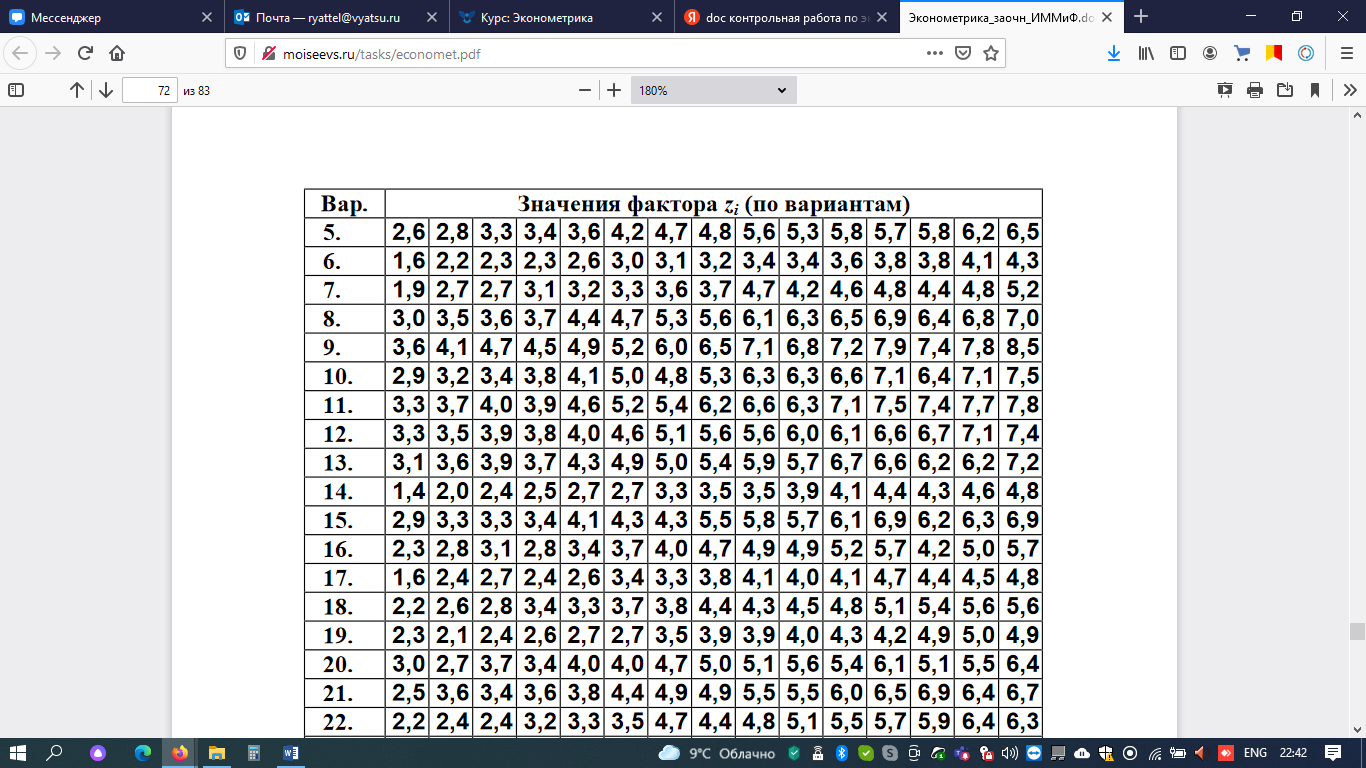 Мессенджер
Почта — ryattel@vyatsu.ru
Курс: Эконометрика
doc контрольная работа по э
Эконометрика_заочн_ИММиФ.do
moiseevs.ru/tasks/economet.pdf
72 из 83
180%
Вар. Значения фактора zi (по вариантам)
5. 2,6 2,8 3,3 3,4 3,6 4,2 4,7 4,8 5,6 5,3 5,8 5,7 5,8 6,2 6,5
6. 1,6 2,2 2,3 2,3 2,6 3,0 3,1 3,2 3,4 3,4 3,6 3,8 3,8 4,1 4,3
7. 1,9 2,7 2,7 3,1 3,2 3,3 3,6 3,7 4,7 4,2 4,6 4,8 4,4 4,8 5,2
8. 3,0 3,5 3,6 3,7 4,4 4,7 5,3 5,6 6,1 6,3 6,5 6,9 6,4 6,8 7,0
9. 3,6 4,1 4,7 4,5 4,9 5,2 6,0 6,5 7,1 6,8 7,2 7,9 7,4 7,8 8,5
10. 2,9 3,2 3,4 3,8 4,1 5,0 4,8 5,3 6,3 6,3 6,6 7,1 6,4 7,1 7,5
11. 3,3 3,7 4,0 3,9 4,6 5,2 5,4 6,2 6,6 6,3 7,1 7,5 7,4 7,7 7,8
12. 3,3 3,5 3,9 3,8 4,0 4,6 5,1 5,6 5,6 6,0 6,1 6,6 6,7 7,1 7,4
13. 3,1 3,6 3,9 3,7 4,3 4,9 5,0 5,4 5,9 5,7 6,7 6,6 6,2 6,2 7,2
14. 1,4 2,0 2,4 2,5 2,7 2,7 3,3 3,5 3,5 3,9 4,1 4,4 4,3 4,6 4,8
15. 2,9 3,3 3,3 3,4 4,1 4,3 4,3 5,5 5,8 5,7 6,1 6,9 6,2 6,3 6,9
16. 2,3 2,8 3,1 2,8 3,4 3,7 4,0 4,7 4,9 4,9 5,2 5,7 4,2 5,0 5,7
17. 1,6 2,4 2,7 2,4 2,6 3,4 3,3 3,8 4,1 4,0 4,1 4,7 4,4 4,5 4,8
18. 2,2 2,6 2,8 3,4 3,3 3,7 3,8 4,4 4,3 4,5 4,8 5,1 5,4 5,6 5,6
19. 2,3 2,1 2,4 2,6 2,7 2,7 3,5 3,9 3,9 4,0 4,3 4,2 4,9 5,0 4,9
20. 3,0 2,7 3,7 3,4 4,0 4,0 4,7 5,0 5,1 5,6 5,4 6,1 5,1 5,5 6,4
21. 2,5 3,6 3,4 3,6 3,8 4,4 4,9 4,9 5,5 5,5 6,0 6,5 6,9 6,4 6,7
22. 2,2 2,4 2,4 3,2 3,3 3,5 4,7 4,4 4,8 5,1 5,5 5,7 5,9 6,4 6,3
9°C Облачно
ENG 22:42